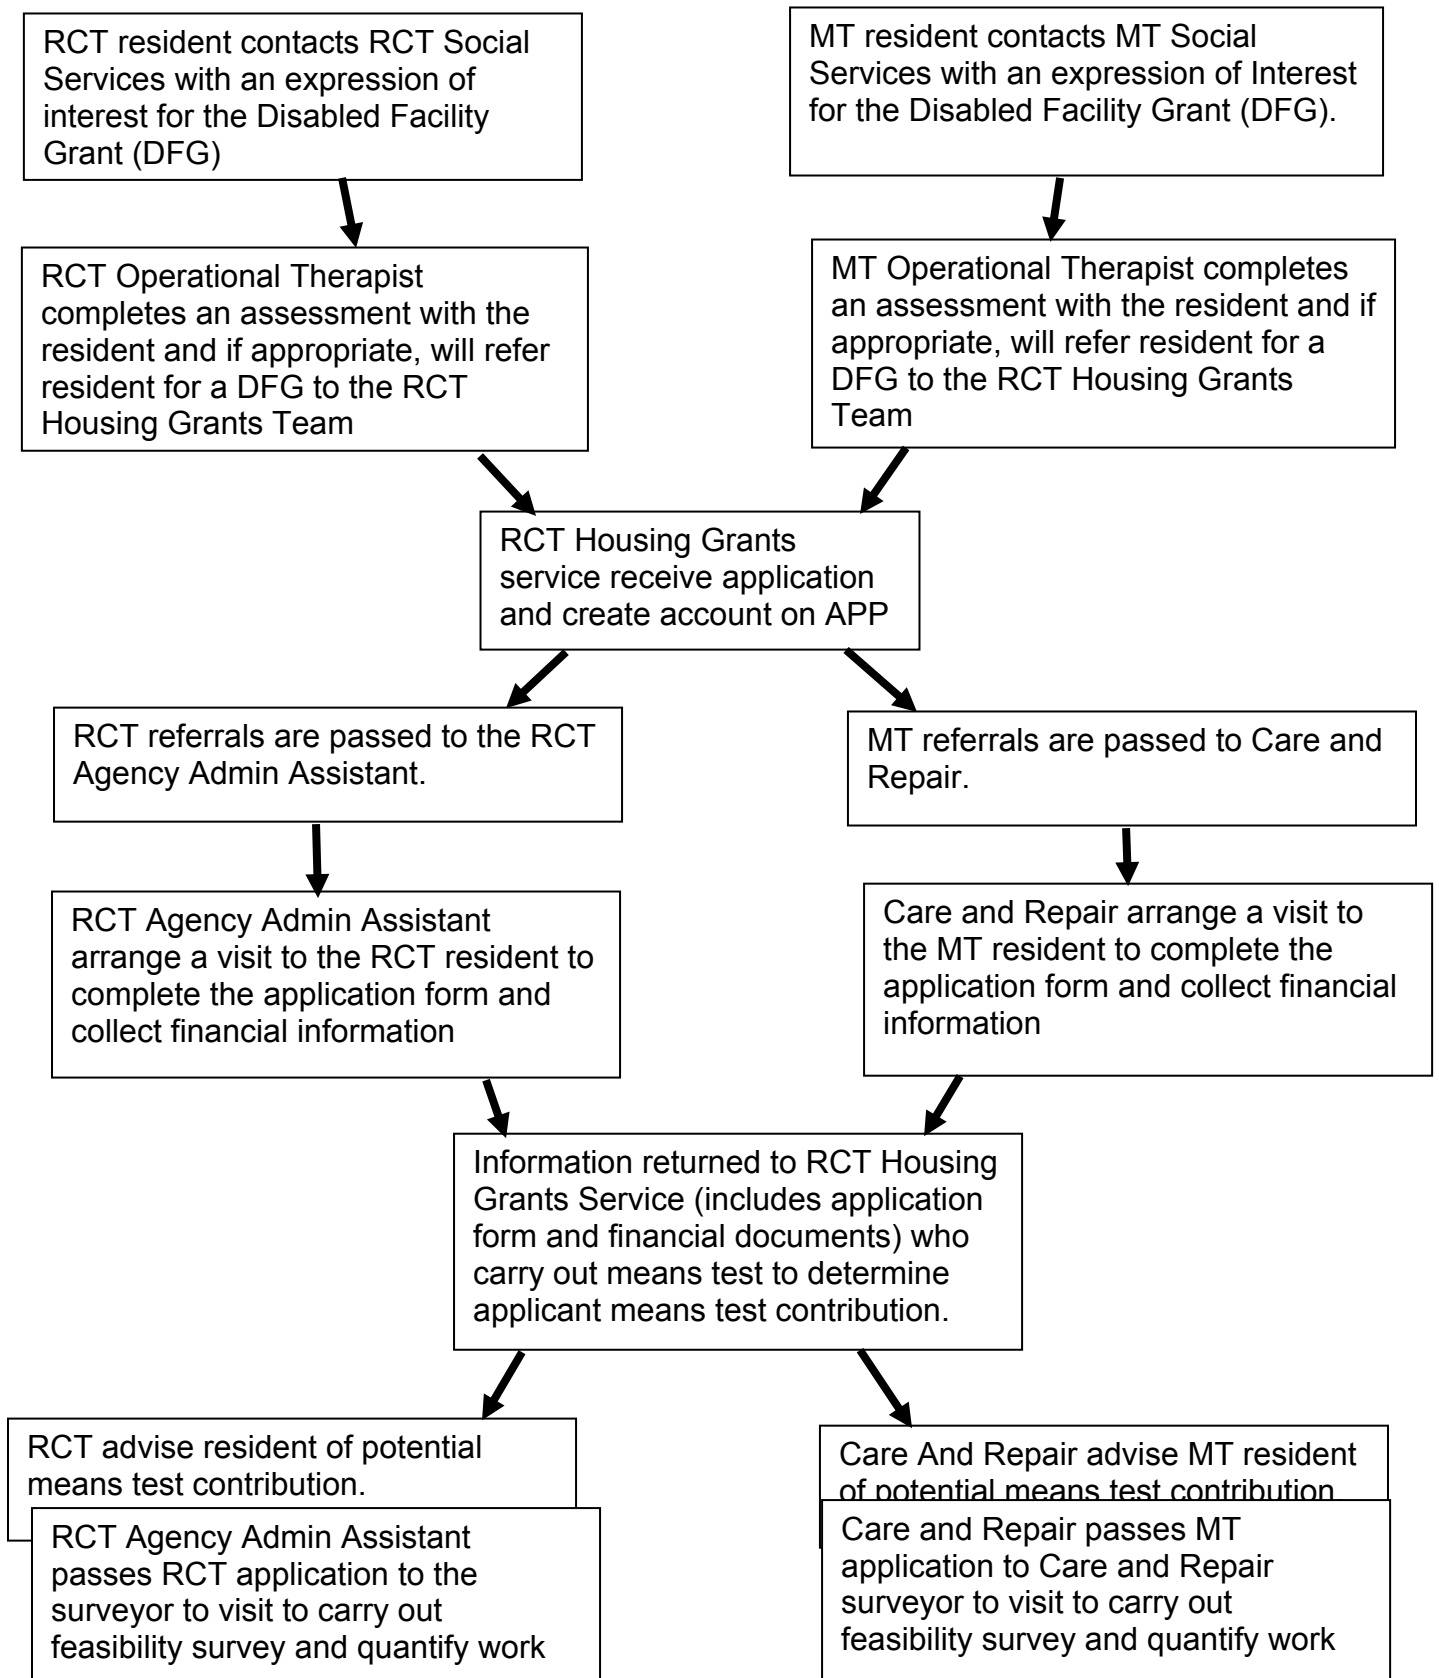 RCT resident contacts RCT Social
Services with an expression of
interest for the Disabled Facility
Grant (DFG)
MT resident contacts MT Social
Services with an expression of Interest
for the Disabled Facility Grant (DFG).
RCT Operational Therapist
completes an assessment with the
resident and if appropriate, will refer
resident for a DFG to the RCT
Housing Grants Team
MT Operational Therapist completes
an assessment with the resident and if
appropriate, will refer resident for a
DFG to the RCT Housing Grants
Team
RCT Housing Grants
service receive application
and create account on APP
RCT referrals are passed to the RCT
Agency Admin Assistant.
MT referrals are passed to Care and
Repair.
RCT Agency Admin Assistant
arrange a visit to the RCT resident to
complete the application form and
collect financial information
Care and Repair arrange a visit to
the MT resident to complete the
application form and collect financial
information
Information returned to RCT Housing
Grants Service (includes application
form and financial documents) who
carry out means test to determine
applicant means test contribution.
RCT advise resident of potential
means test contribution.
Care And Repair advise MT resident
of potential means test contribution
RCT Agency Admin Assistant
passes RCT application to the
surveyor to visit to carry out
feasibility survey and quantify work
Care and Repair passes MT
application to Care and Repair
surveyor to visit to carry out
feasibility survey and quantify work